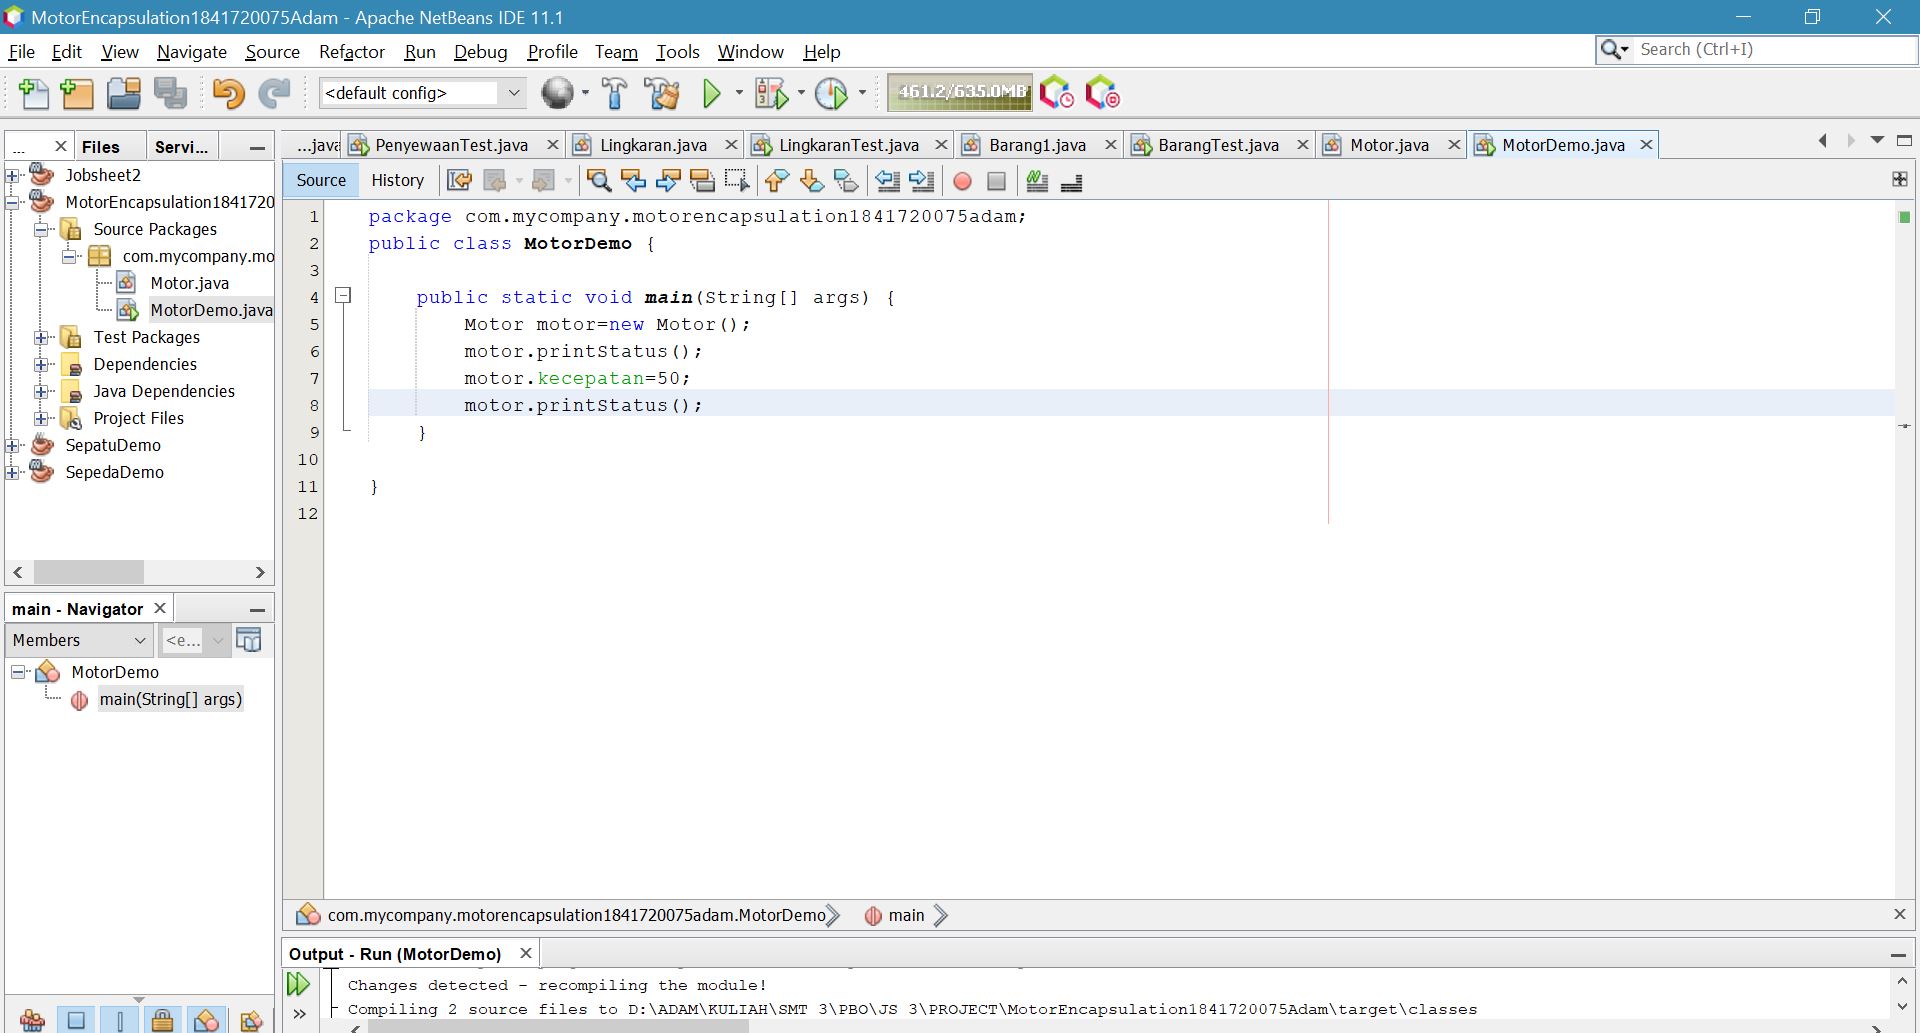 MotorEncapsulation1841720075Adam - Apache NetBeans IDE 11.1
File Edit View Navigate Source Refactor Run Debug Profile Team Tools Window Help
Search (Ctrl+I)
<default config>
461.2/635.0MB
...
Files
Servi...
...java
PenyewaanTest.java
Lingkaran.java
LingkaranTest.java
Barang1.java
BarangTest.java
Motor.java
MotorDemo.java
Jobsheet2
MotorEncapsulation184172
Source Packages
com.mycompany.mo
Motor.java
MotorDemo.java
Test Packages
Dependencies
Java Dependencies
Project Files
SepatuDemo
SepedaDemo
Source History
1 package com.mycompany.motorencapsulation1841720075adam;
2 public class MotorDemo {
3
4 public static void main(String[] args) {
5 Motor motor=new Motor();
6 motor.printStatus();
7 motor.kecepatan=50;
8 motor.printStatus();
9 }
10
11 }
12
main - Navigator
Members
<e...
MotorDemo
main(String[] args)
com.mycompany.motorencapsulation1841720075adam.MotorDemo
main
Output - Run (MotorDemo)
Changes detected - recompiling the module!
Compiling 2 source files to D:\ADAM\KULIAH\SMT 3\PBO\JS 3\PROJECT\MotorEncapsulation1841720075Adam\target\classes